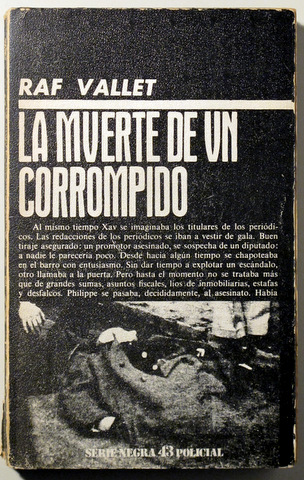 RAF VALLET
LA MUERTE DE UN
CORROMPIDO
Al mismo tiempo Xav se imaginaba los titulares de los periódi-
cos. Las redacciones de los periódicos se iban a vestir de gala. Buen
tiraje asegurado: un promotor asesinado, se sospecha de un diputado:
a nadie le parecería poco. Desde hacía algún tiempo se chapoteaba
en el barro con entusiasmo. Sin dar tiempo a explotar un escándalo,
otro llamaba a la puerta. Pero hasta el momento no se trataba más
que de grandes sumas, asuntos fiscales, líos de inmobiliarias, estafas
y desfalcos. Philippe se pasaba, decididamente, al asesinato. Había
SERIE NEGRA 43 POLICIAL